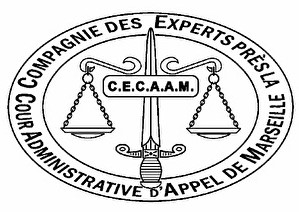 COMPAGNIE DES EXPERTS PRÈS LA
COUR ADMINISTRATIVE D'APPEL DE MARSEILLE
C.E.C.A.A.M.